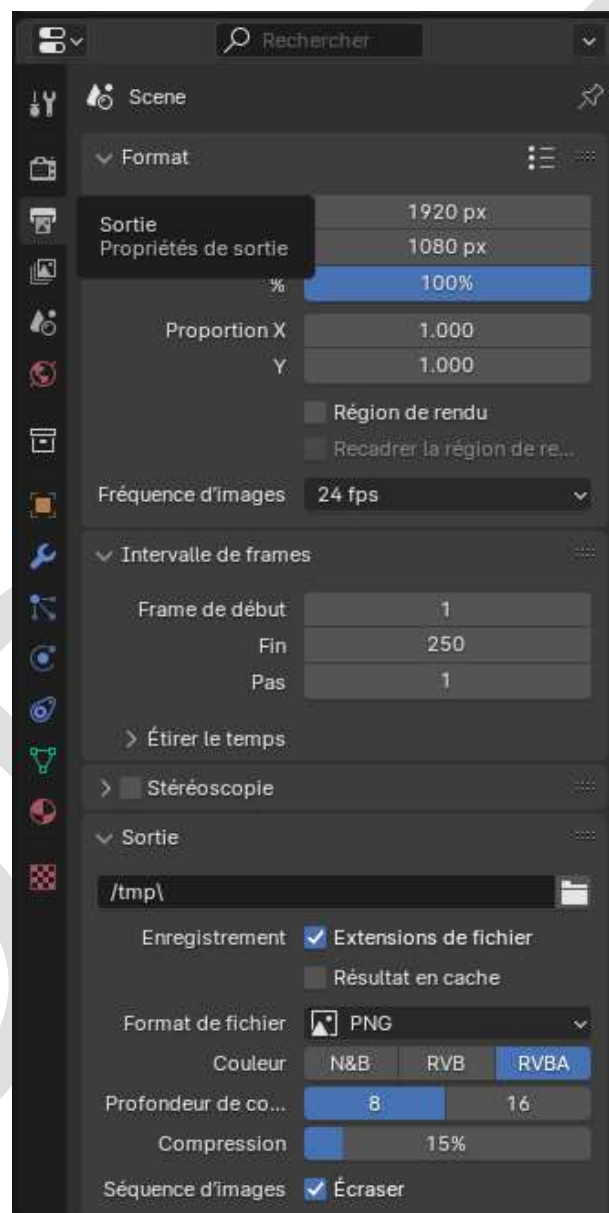 Rechercher
Scene
Format
Sortie
Propriétés de sortie
1920 px
1080 px
% 100%
Proportion X 1.000
Y 1.000
Région de rendu
Recadrer la région de re...
Fréquence d'images 24 fps
Intervalle de frames
Frame de début 1
Fin 250
Pas 1
Étirer le temps
Stéréoscopie
Sortie
/tmp\
Enregistrement Extensions de fichier
Résultat en cache
Format de fichier PNG
Couleur N&B RVB RVBA
Profondeur de co... 8 16
Compression 15%
Séquence d'images Écraser